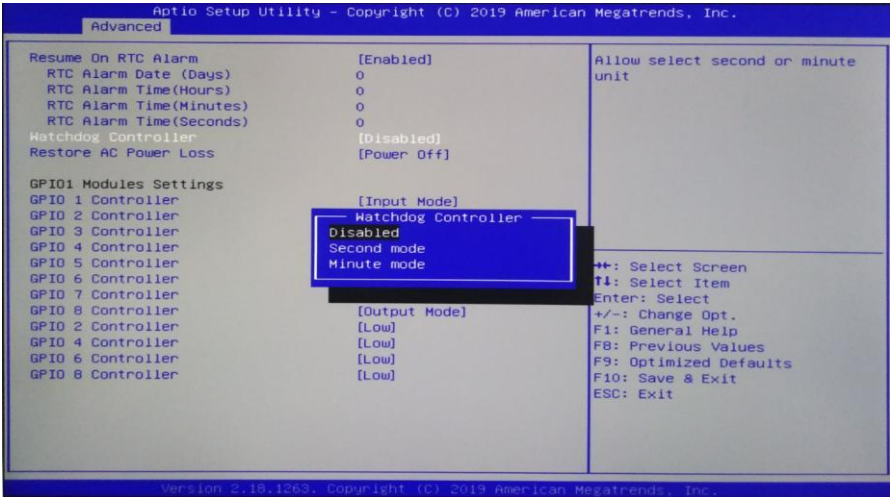 Aptio Setup Utility – Copyright (C) 2019 American Megatrends, Inc.
Advanced
Resume On RTC Alarm [Enabled]
RTC Alarm Date (Days) 0
RTC Alarm Time(Hours) 0
RTC Alarm Time(Minutes) 0
RTC Alarm Time(Seconds) 0
Watchdog Controller [Disabled]
Restore AC Power Loss [Power Off]
GPIO1 Modules Settings
GPIO 1 Controller [Input Mode]
GPIO 2 Controller
GPIO 3 Controller
GPIO 4 Controller
GPIO 5 Controller
GPIO 6 Controller
GPIO 7 Controller
GPIO 8 Controller [Output Mode]
GPIO 2 Controller [Low]
GPIO 4 Controller [Low]
GPIO 6 Controller [Low]
GPIO 8 Controller [Low]
Watchdog Controller
Disabled
Second mode
Minute mode
Allow select second or minute
unit
→←: Select Screen
↑↓: Select Item
Enter: Select
+/-: Change Opt.
F1: General Help
F8: Previous Values
F9: Optimized Defaults
F10: Save & Exit
ESC: Exit
Version 2.18.1263. Copyright (C) 2019 American Megatrends, Inc.